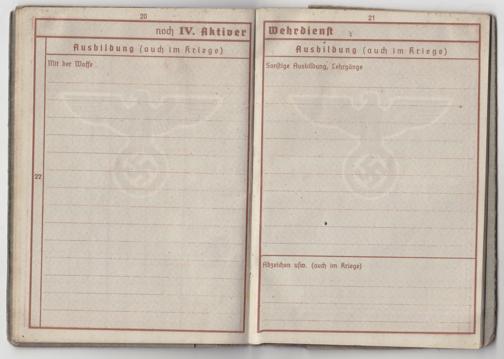 20
noch IV. Aktiver
Ausbildung (auch im Kriege)
Mit der Waffe
22
21
Wehrdienst
Ausbildung (auch im Kriege)
Sonstige Ausbildung, Lehrgänge
Abzeichen usw. (auch im Kriege)